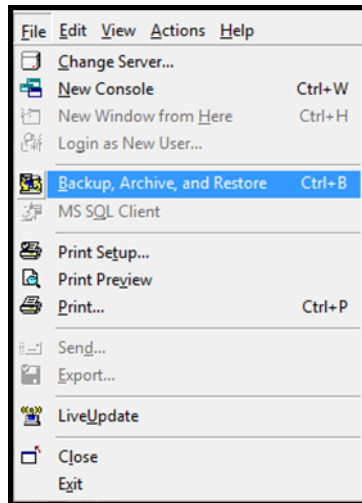 File Edit View Actions Help
Change Server...
New Console Ctrl+W
New Window from Here Ctrl+H
Login as New User...
Backup, Archive, and Restore Ctrl+B
MS SQL Client
Print Setup...
Print Preview
Print... Ctrl+P
Send...
Export...
LiveUpdate
Close
Exit